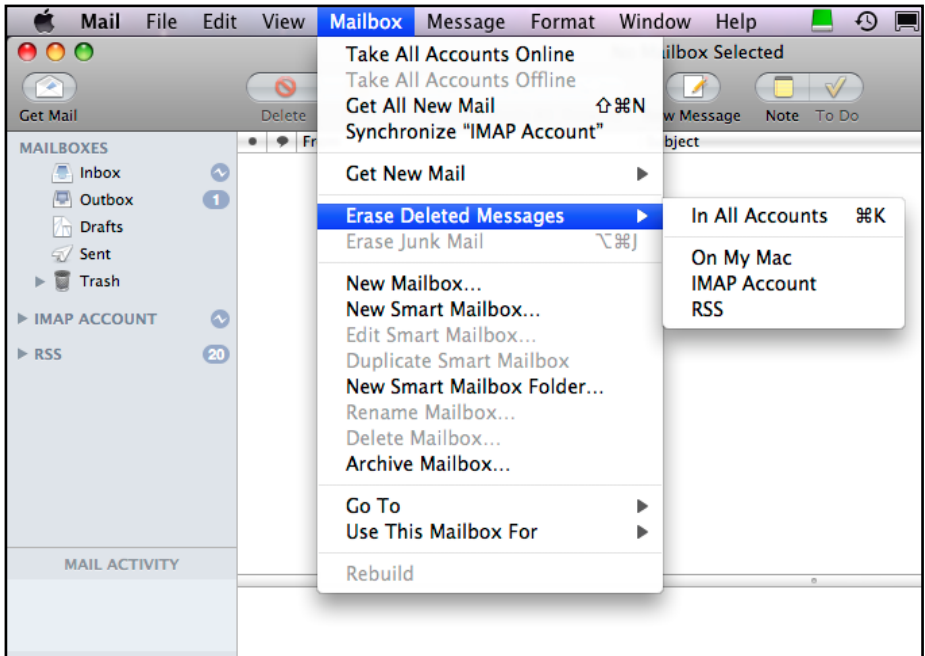 Mail File Edit View Mailbox Message Format Window Help
ilbox Selected
Get Mail
Delete
w Message Note To Do
Fr
bject
MAILBOXES
Inbox
Outbox 1
Drafts
Sent
Trash
IMAP ACCOUNT
RSS 20
MAIL ACTIVITY
Take All Accounts Online
Take All Accounts Offline
Get All New Mail ⇧⌘N
Synchronize “IMAP Account”
Get New Mail
Erase Deleted Messages
Erase Junk Mail ⌥⌘J
New Mailbox...
New Smart Mailbox...
Edit Smart Mailbox...
Duplicate Smart Mailbox
New Smart Mailbox Folder...
Rename Mailbox...
Delete Mailbox...
Archive Mailbox...
Go To
Use This Mailbox For
Rebuild
In All Accounts ⌘K
On My Mac
IMAP Account
RSS